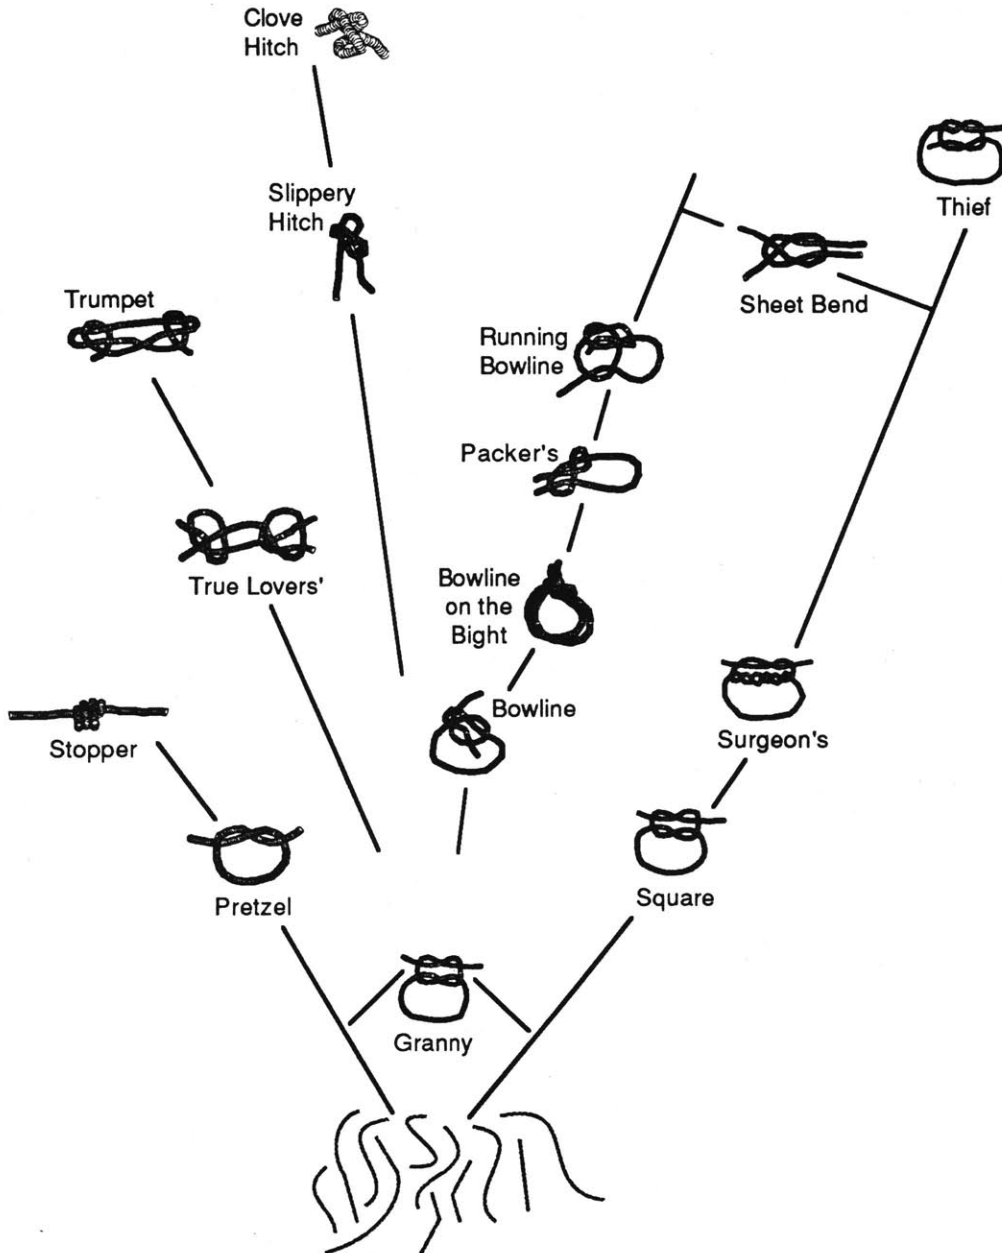 Clove
Hitch
Thief
Slippery
Hitch
Sheet Bend
Trumpet
Running
Bowline
Packer's
True Lovers'
Bowline
on the
Bight
Bowline
Stopper
Surgeon's
Pretzel
Square
Granny